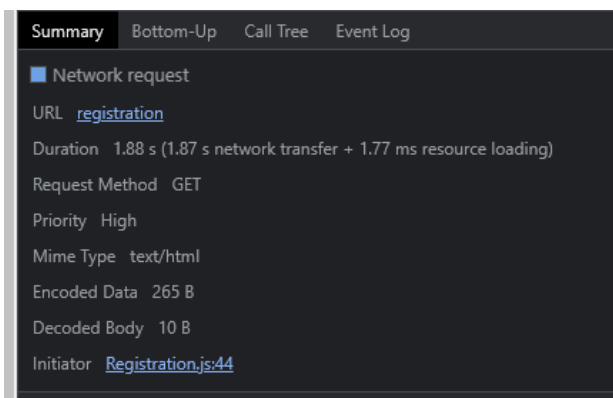 Summary Bottom-Up Call Tree Event Log
Network request
URL registration
Duration 1.88 s (1.87 s network transfer + 1.77 ms resource loading)
Request Method GET
Priority High
Mime Type text/html
Encoded Data 265 B
Decoded Body 10 B
Initiator Registration.js:44